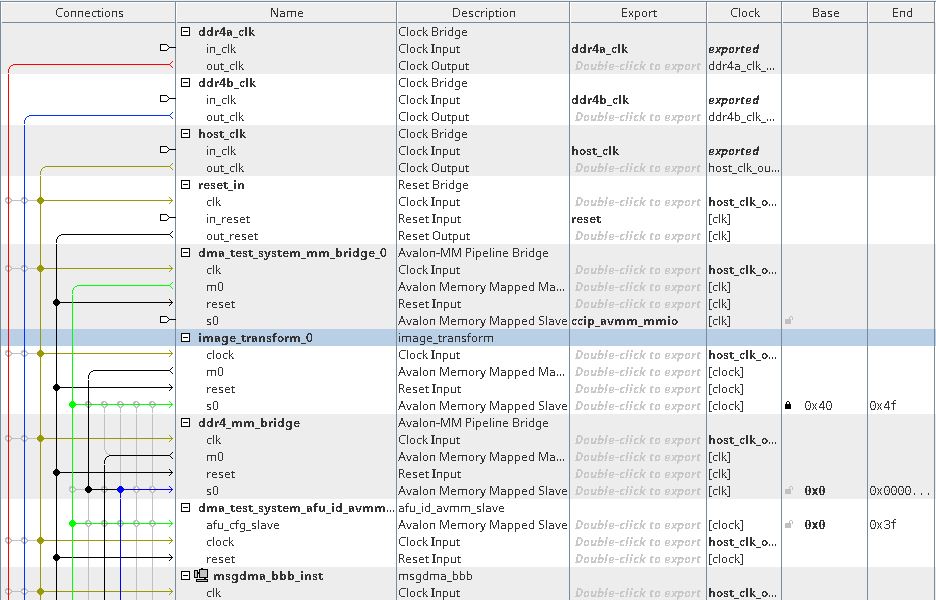 Connections Name Description Export Clock Base End
ddr4a_clk Clock Bridge
in_clk Clock Input ddr4a_clk exported
out_clk Clock Output Double-click to export ddr4a_clk_...
ddr4b_clk Clock Bridge
in_clk Clock Input ddr4b_clk exported
out_clk Clock Output Double-click to export ddr4b_clk_...
host_clk Clock Bridge
in_clk Clock Input host_clk exported
out_clk Clock Output Double-click to export host_clk_ou...
reset_in Reset Bridge
clk Clock Input Double-click to export host_clk_o...
in_reset Reset Input reset [clk]
out_reset Reset Output Double-click to export [clk]
dma_test_system_mm_bridge_0 Avalon-MM Pipeline Bridge
clk Clock Input Double-click to export host_clk_o...
m0 Avalon Memory Mapped Ma... Double-click to export [clk]
reset Reset Input Double-click to export [clk]
s0 Avalon Memory Mapped Slave ccip_avmm_mmio [clk]
image_transform_0 image_transform
clock Clock Input Double-click to export host_clk_o...
m0 Avalon Memory Mapped Ma... Double-click to export [clock]
reset Reset Input Double-click to export [clock]
s0 Avalon Memory Mapped Slave Double-click to export [clock] 0x40 0x4f
ddr4_mm_bridge Avalon-MM Pipeline Bridge
clk Clock Input Double-click to export host_clk_o...
m0 Avalon Memory Mapped Ma... Double-click to export [clk]
reset Reset Input Double-click to export [clk]
s0 Avalon Memory Mapped Slave Double-click to export [clk] 0x0 0x0000...
dma_test_system_afu_id_avmm... afu_id_avmm_slave
afu_cfg_slave Avalon Memory Mapped Slave Double-click to export [clock] 0x0 0x3f
clock Clock Input Double-click to export host_clk_o...
reset Reset Input Double-click to export [clock]
msgdma_bbb_inst msgdma_bbb
clk Clock Input Double-click to export host_clk_o...